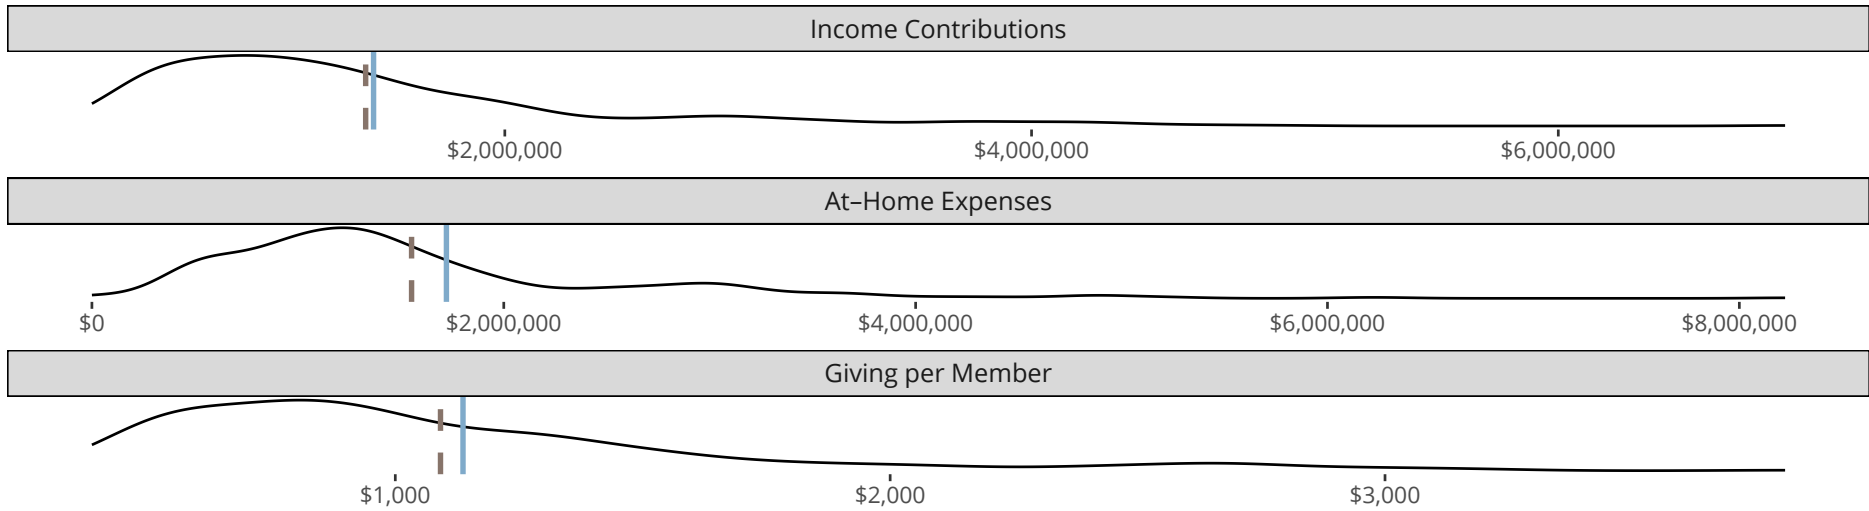 Income Contributions
$2,000,000 $4,000,000 $6,000,000
At–Home Expenses
$0 $2,000,000 $4,000,000 $6,000,000 $8,000,000
Giving per Member
$1,000 $2,000 $3,000